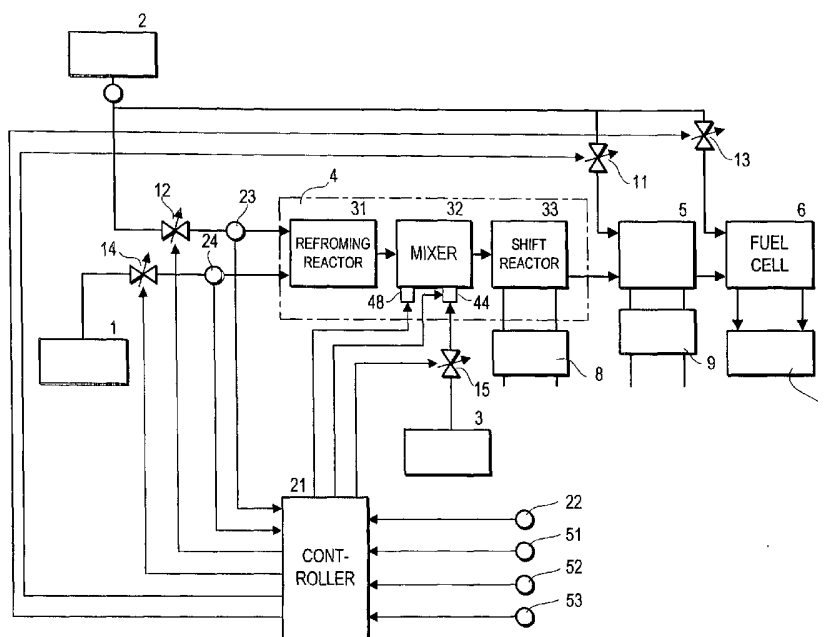 2
13
11
4
12
23
31
32
33
5
6
REFROMING
REACTOR
MIXER
SHIFT
REACTOR
FUEL
CELL
14
24
48
44
1
15
8
9
3
21
CONT-
ROLLER
22
51
52
53